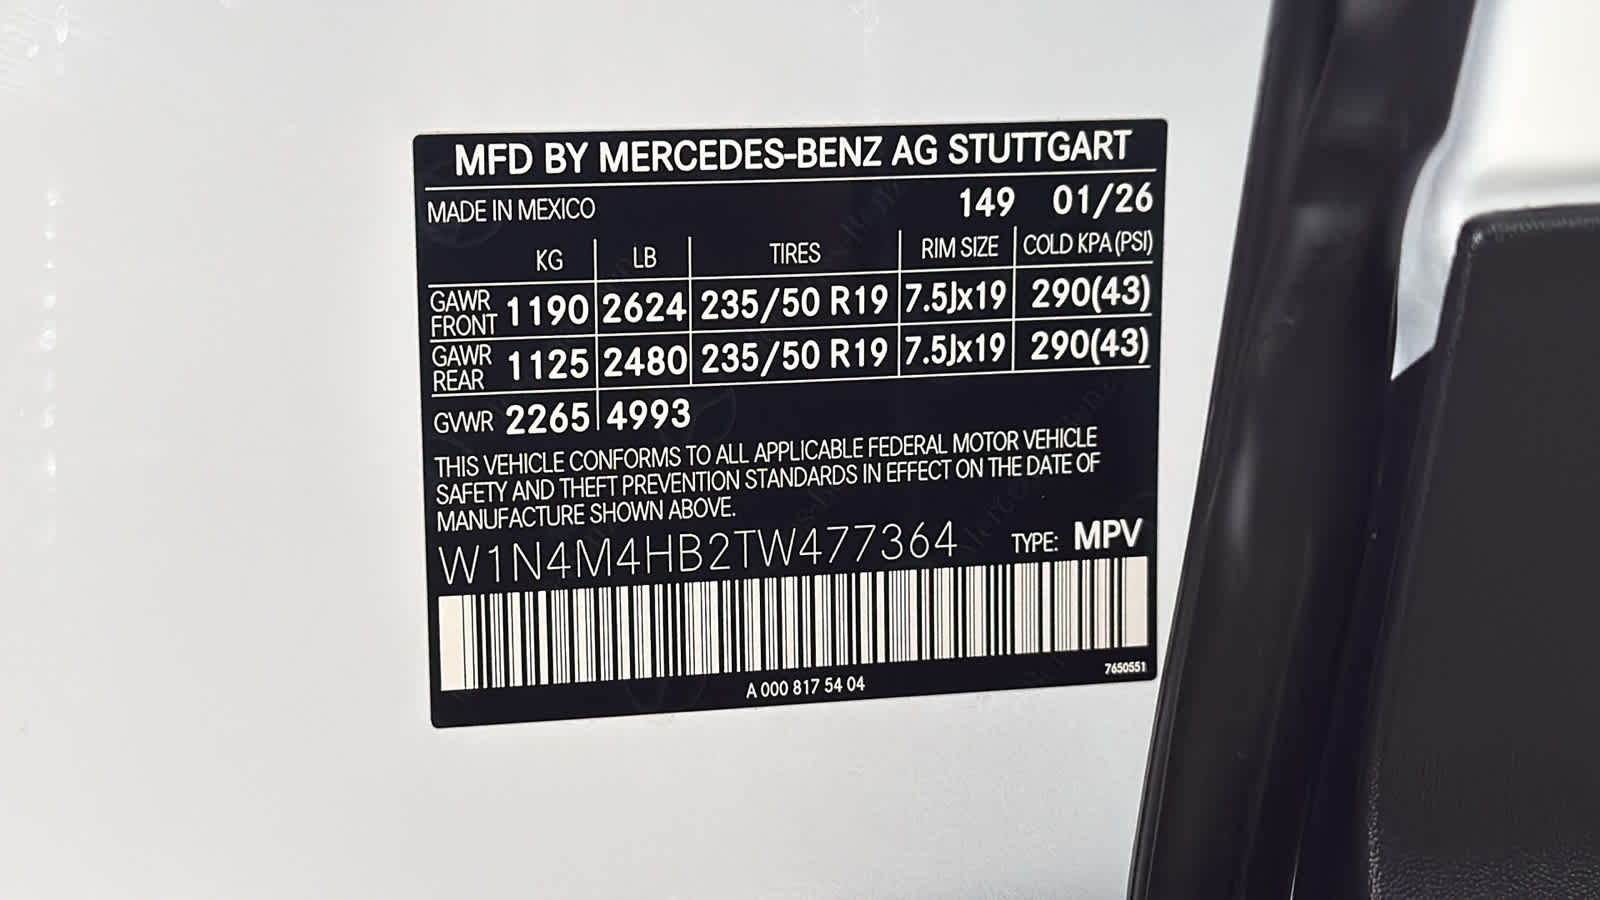 MFD BY MERCEDES-BENZ AG STUTTGART
MADE IN MEXICO 149 01/26
KG LB TIRES RIM SIZE COLD KPA(PSI)
GAWR FRONT 1190 2624 235/50 R19 7.5Jx19 290(43)
GAWR REAR 1125 2480 235/50 R19 7.5Jx19 290(43)
GVWR 2265 4993
THIS VEHICLE CONFORMS TO ALL APPLICABLE FEDERAL MOTOR VEHICLE
SAFETY AND THEFT PREVENTION STANDARDS IN EFFECT ON THE DATE OF
MANUFACTURE SHOWN ABOVE.
W1N4M4HB2TW477364 TYPE: MPV
7650551
A 000 817 54 04